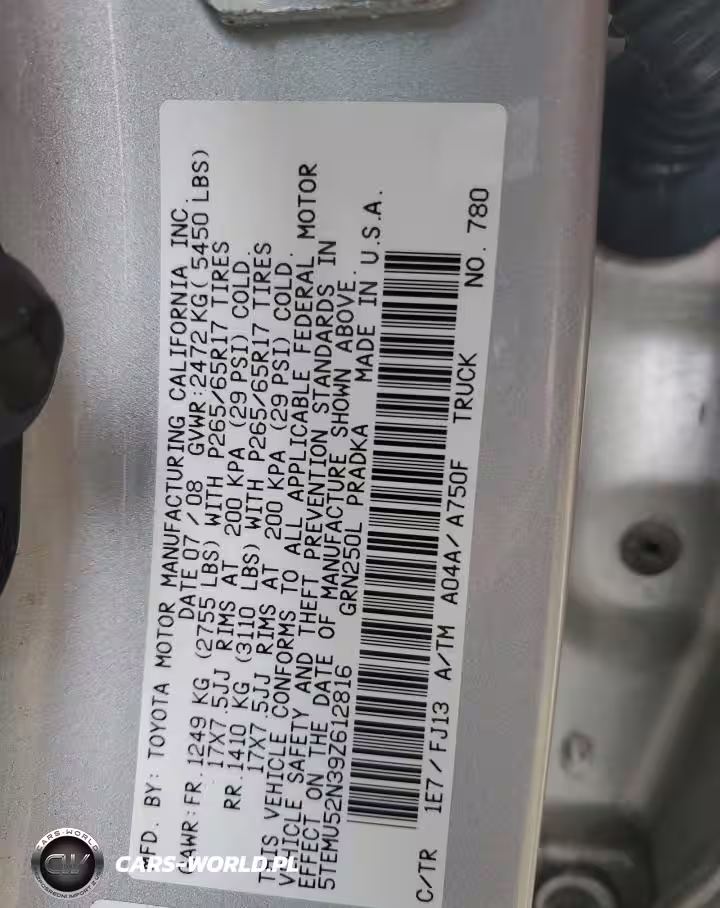 MFD. BY: TOYOTA MOTOR MANUFACTURING CALIFORNIA INC.
DATE 07 / 08 GVWR: 2472 KG( 5450 LBS)
GAWR: FR. 1249 KG (2755 LBS) WITH P265/65R17 TIRES
17X7.5JJ RIMS AT 200 KPA (29 PSI) COLD.
RR. 1410 KG (3110 LBS) WITH P265/65R17 TIRES
17X7.5JJ RIMS AT 200 KPA (29 PSI) COLD.
THIS VEHICLE CONFORMS TO ALL APPLICABLE FEDERAL MOTOR
VEHICLE SAFETY AND THEFT PREVENTION STANDARDS IN
EFFECT ON THE DATE OF MANUFACTURE SHOWN ABOVE.
5TEMU52N39Z612816 GRN250L PRADKA MADE IN U.S.A.
C/TR 1E7 / FJ13 A/TM A04A / A750F TRUCK NO. 780
CARS-WORLD
CW
CARS-WORLD.PL